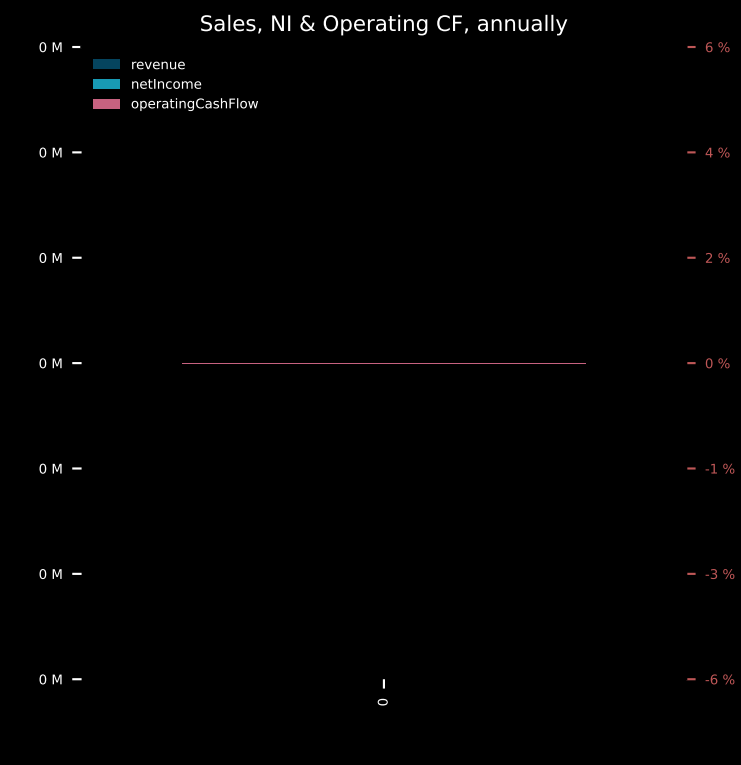 Sales, NI & Operating CF, annually
0 M
6 %
revenue
netIncome
operatingCashFlow
0 M
4 %
0 M
2 %
0 M
0 %
0 M
-1 %
0 M
-3 %
0 M
-6 %
0